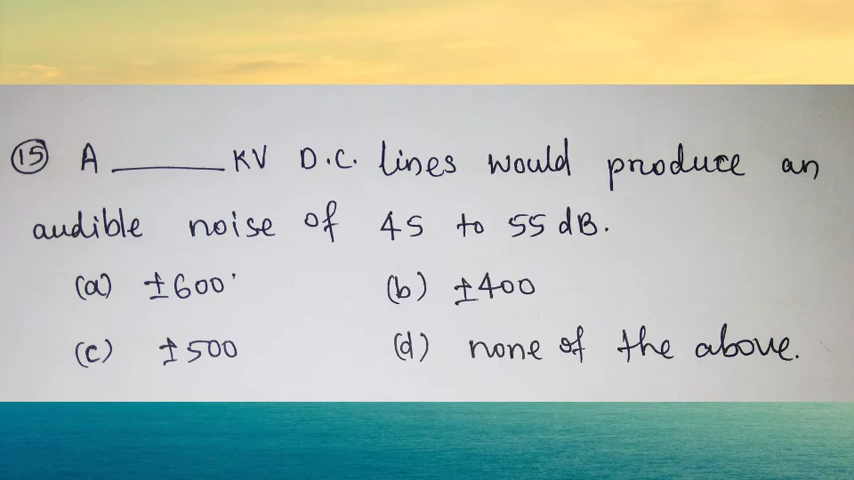 15 A ______ KV D.C. lines would produce an
audible noise of 45 to 55 dB.
(a) ±600 (b) ±400
(c) ±500 (d) none of the above.